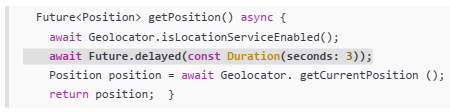 Future<Position> getPosition() async {
await Geolocator.isLocationServiceEnabled();
await Future.delayed(const Duration(seconds: 3));
Position position = await Geolocator. getCurrentPosition ();
return position;  }